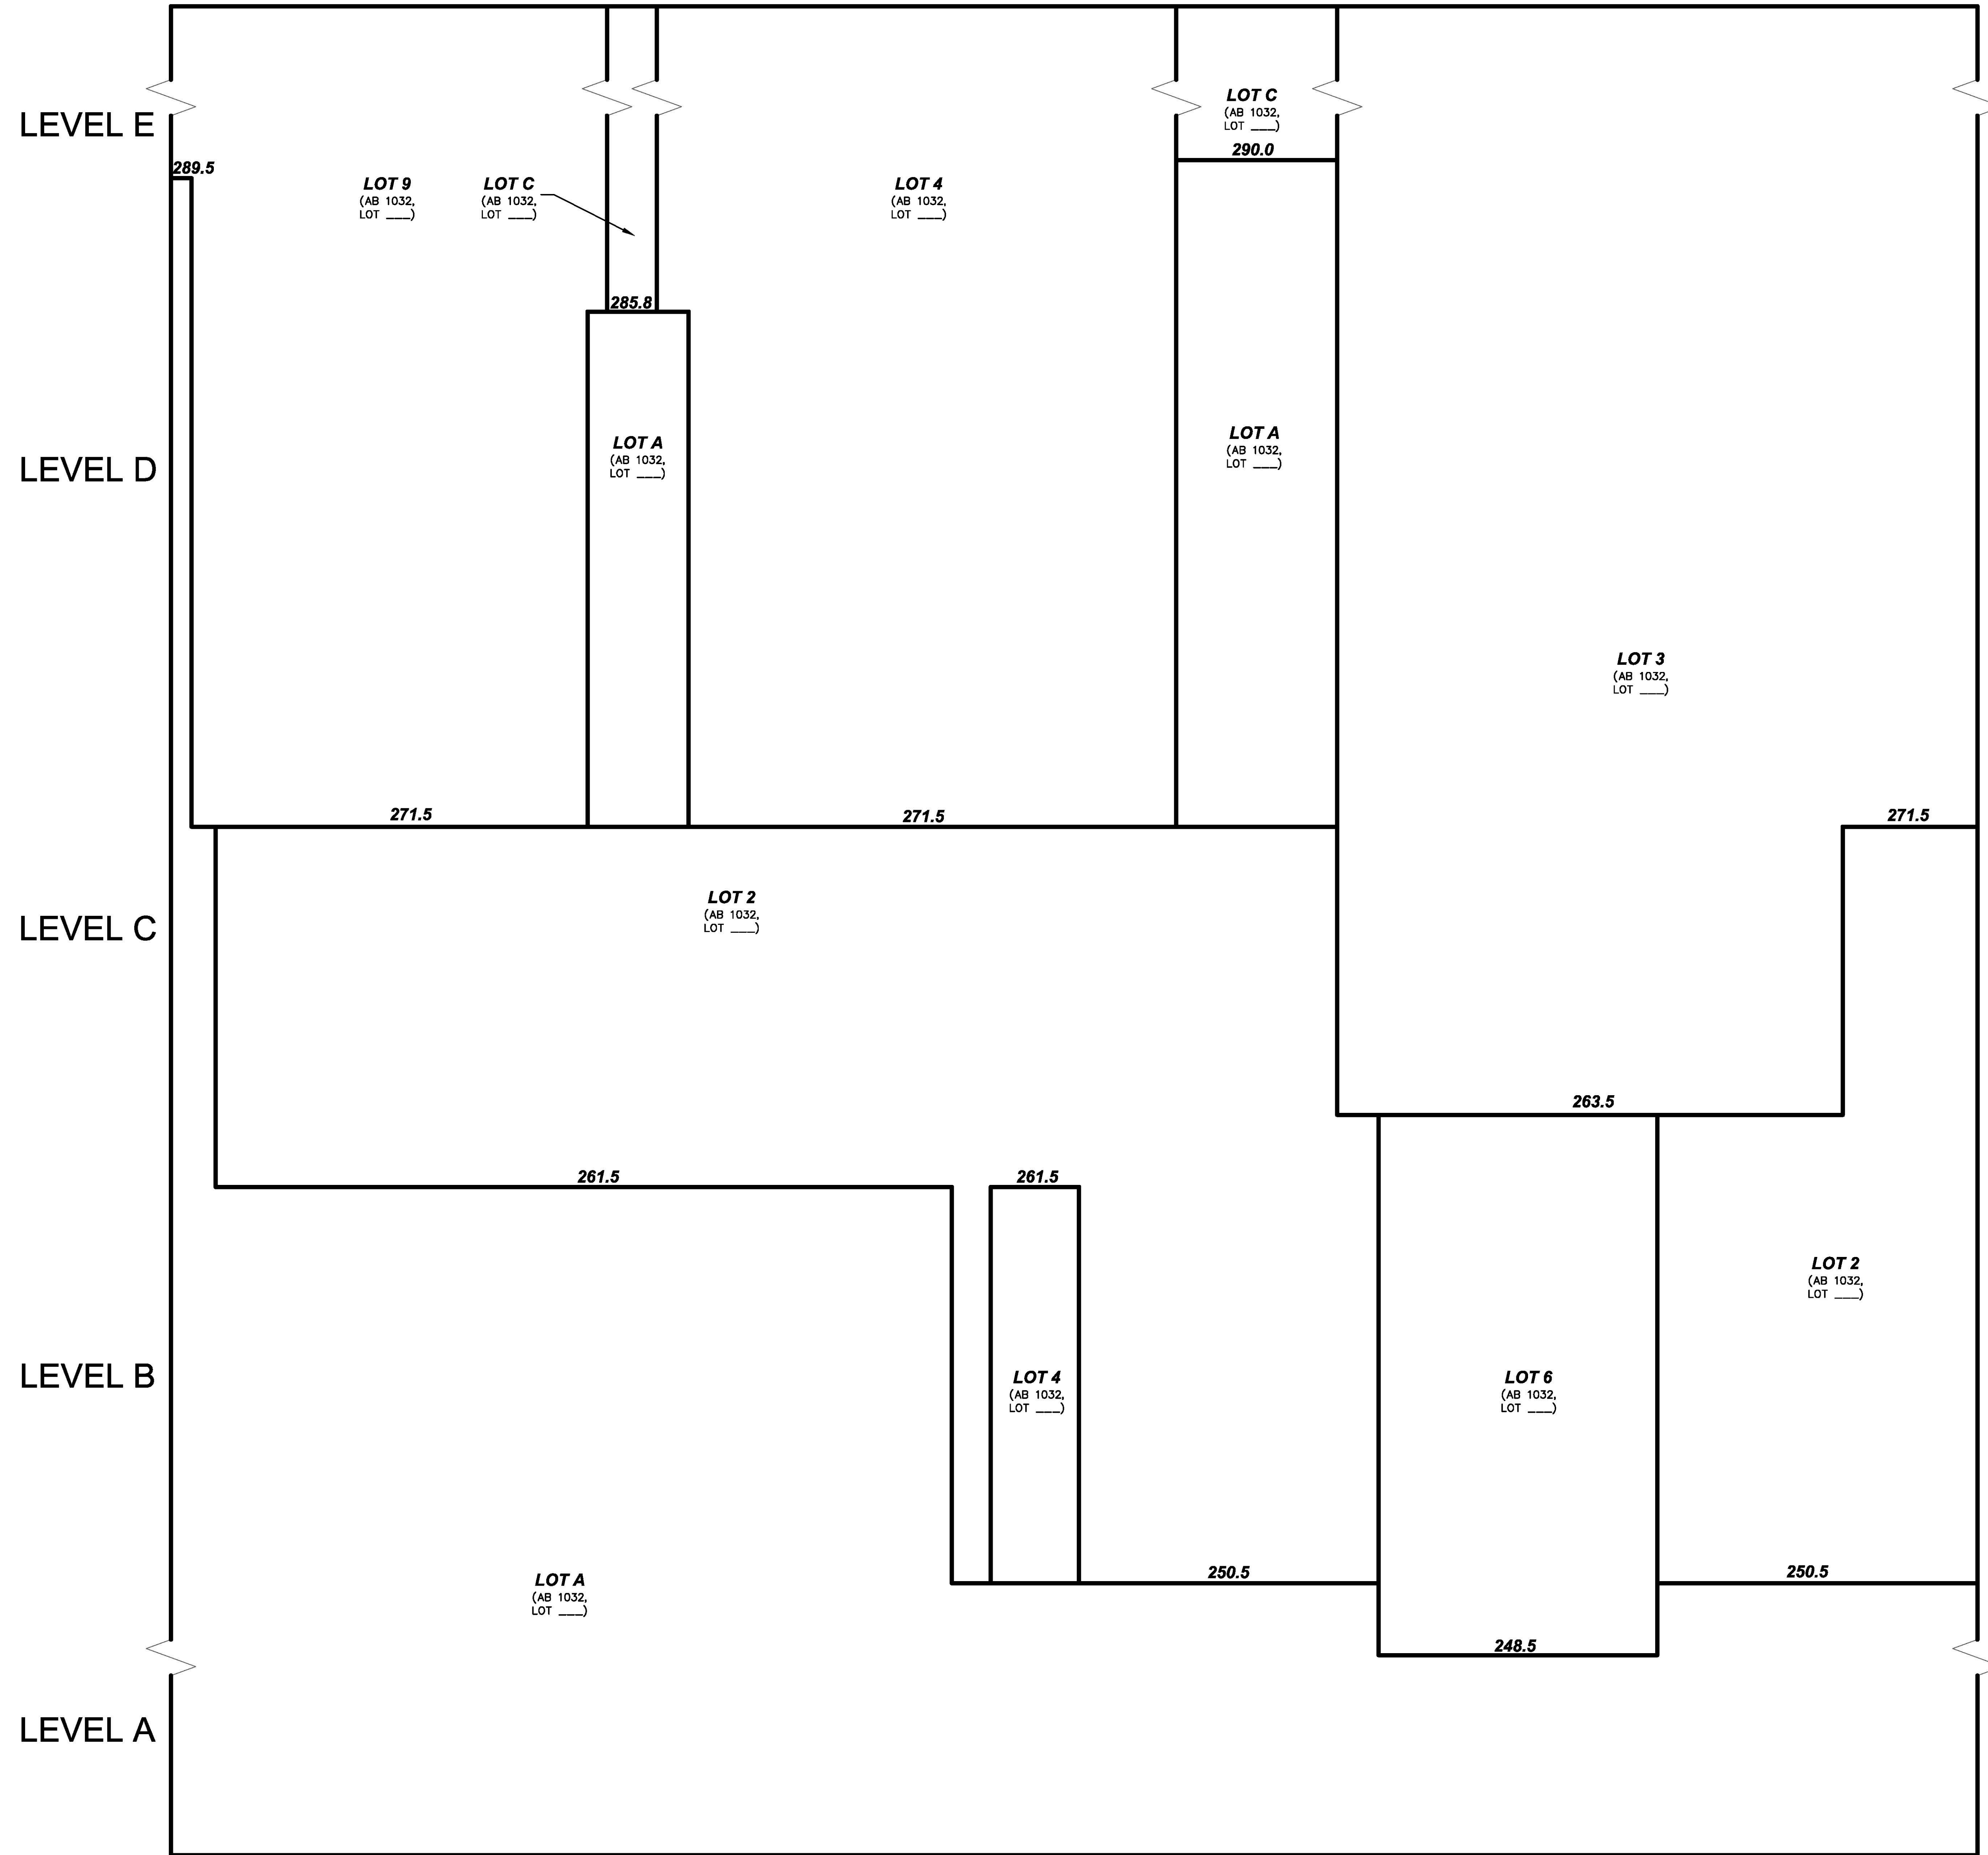 LOT C
(AB 1032,
LOT ___)
LEVEL E
290.0
289.5
LOT 9
(AB 1032,
LOT ___)
LOT C
(AB 1032,
LOT ___)
LOT 4
(AB 1032,
LOT ___)
285.8
LOT A
(AB 1032,
LOT ___)
LOT A
(AB 1032,
LOT ___)
LEVEL D
LOT 3
(AB 1032,
LOT ___)
271.5
271.5
271.5
LOT 2
(AB 1032,
LOT ___)
LEVEL C
263.5
261.5
261.5
LOT 2
(AB 1032,
LOT ___)
LEVEL B
LOT 4
(AB 1032,
LOT ___)
LOT 6
(AB 1032,
LOT ___)
250.5
250.5
LOT A
(AB 1032,
LOT ___)
248.5
LEVEL A